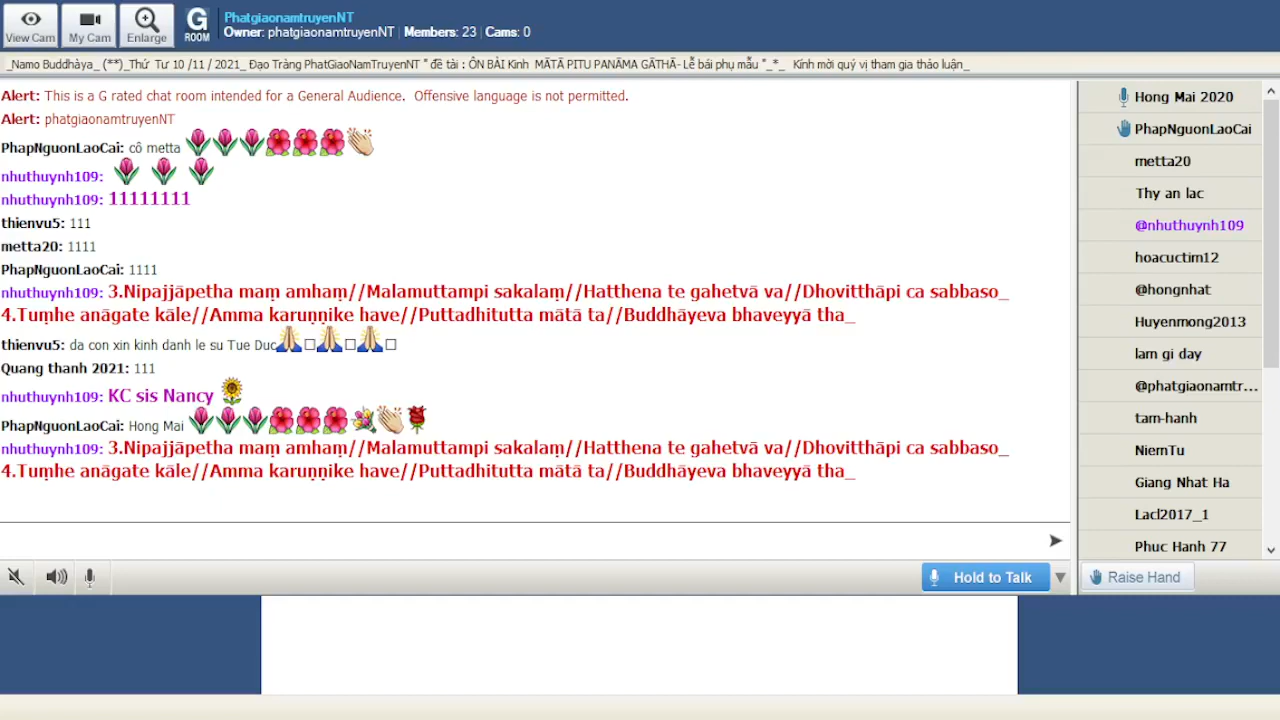 View Cam
My Cam
Enlarge
G
ROOM
PhatgiaonamtruyenNT
Owner: phatgiaonamtruyenNT | Members: 23 | Cams: 0
_Namo Buddhàya_ (**)_Thứ Tư 10 /11 / 2021_ Đạo Tràng PhatGiaoNamTruyenNT " đề tài : ÔN BÀI Kinh MĀTĀ PITU PANĀMA GĀTHĀ- Lễ bái phụ mẫu "_*_ Kính mời quý vị tham gia thảo luận_
Alert: This is a G rated chat room intended for a General Audience. Offensive language is not permitted.
Alert: phatgiaonamtruyenNT
PhapNguonLaoCai: cô metta
nhuthuynh109:
nhuthuynh109: 11111111
thienvu5: 111
metta20: 1111
PhapNguonLaoCai: 1111
nhuthuynh109: 3.Nipajjāpetha maṃ amhaṃ//Malamuttampi sakalaṃ//Hatthena te gahetvā va//Dhovitthāpi ca sabbaso_
4.Tuṃhe anāgate kāle//Amma karuṇṇike have//Puttadhitutta mātā ta//Buddhāyeva bhaveyyā tha_
thienvu5: da con xin kinh danh le su Tue Duc
Quang thanh 2021: 111
nhuthuynh109: KC sis Nancy
PhapNguonLaoCai: Hong Mai
nhuthuynh109: 3.Nipajjāpetha maṃ amhaṃ//Malamuttampi sakalaṃ//Hatthena te gahetvā va//Dhovitthāpi ca sabbaso_
4.Tuṃhe anāgate kāle//Amma karuṇṇike have//Puttadhitutta mātā ta//Buddhāyeva bhaveyyā tha_
Hold to Talk
Hong Mai 2020
PhapNguonLaoCai
metta20
Thy an lac
@nhuthuynh109
hoacuctim12
@hongnhat
Huyenmong2013
lam gi day
@phatgiaonamtr...
tam-hanh
NiemTu
Giang Nhat Ha
Lacl2017_1
Phuc Hanh 77
Raise Hand